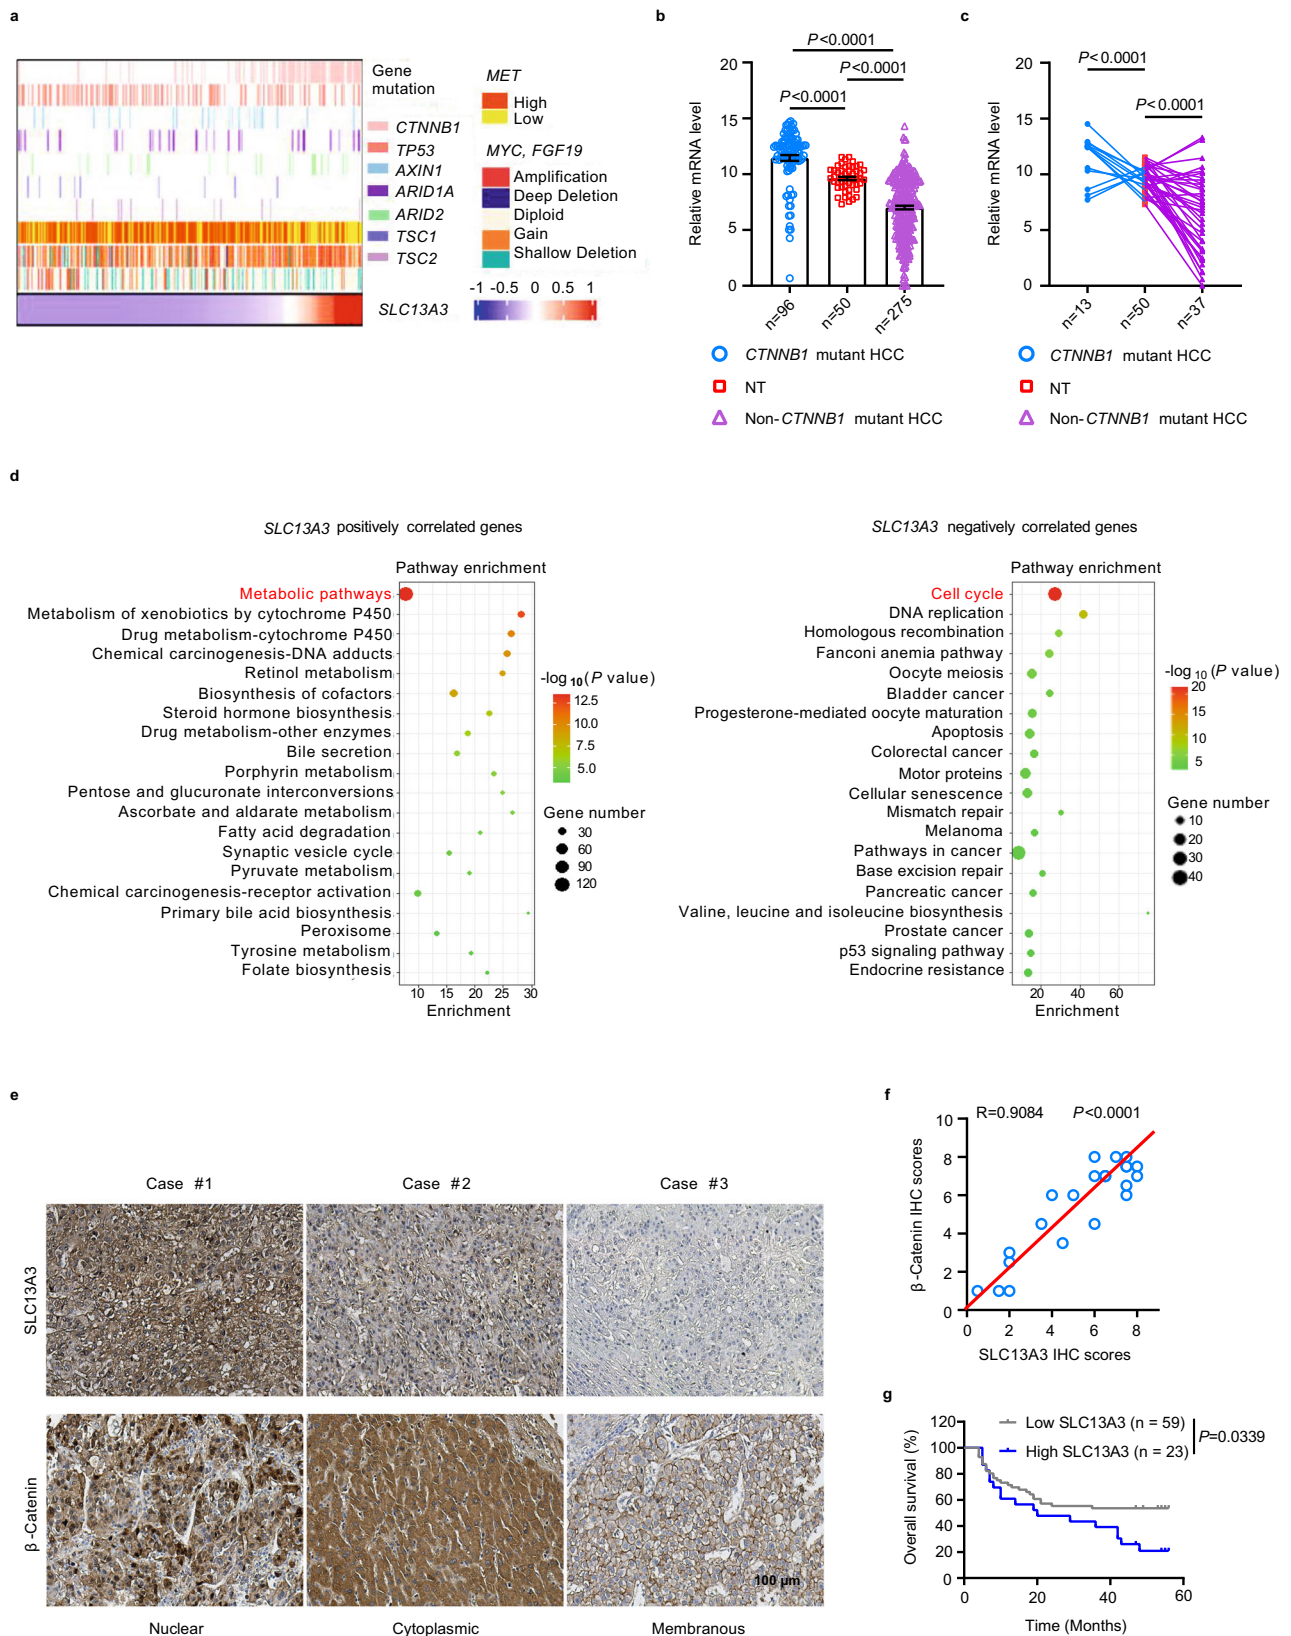 a
Gene
mutation
CTNNB1
TP53
AXIN1
ARID1A
ARID2
TSC1
TSC2
SLC13A3
MET
High
Low
MYC, FGF19
Amplification
Deep Deletion
Diploid
Gain
Shallow Deletion
-1 -0.5 0 0.5 1
b
P<0.0001
P<0.0001
P<0.0001
Relative mRNA level
20
15
10
5
0
n=96
n=50
n=275
CTNNB1 mutant HCC
NT
Non-CTNNB1 mutant HCC
c
P<0.0001
P<0.0001
Relative mRNA level
20
15
10
5
0
n=13
n=50
n=37
CTNNB1 mutant HCC
NT
Non-CTNNB1 mutant HCC
d
SLC13A3 positively correlated genes
Pathway enrichment
Metabolic pathways
Metabolism of xenobiotics by cytochrome P450
Drug metabolism-cytochrome P450
Chemical carcinogenesis-DNA adducts
Retinol metabolism
Biosynthesis of cofactors
Steroid hormone biosynthesis
Drug metabolism-other enzymes
Bile secretion
Porphyrin metabolism
Pentose and glucuronate interconversions
Ascorbate and aldarate metabolism
Fatty acid degradation
Synaptic vesicle cycle
Pyruvate metabolism
Chemical carcinogenesis-receptor activation
Primary bile acid biosynthesis
Peroxisome
Tyrosine metabolism
Folate biosynthesis
10 15 20 25 30
Enrichment
-log10(P value)
12.5
10.0
7.5
5.0
Gene number
30
60
90
120
SLC13A3 negatively correlated genes
Pathway enrichment
Cell cycle
DNA replication
Homologous recombination
Fanconi anemia pathway
Oocyte meiosis
Bladder cancer
Progesterone-mediated oocyte maturation
Apoptosis
Colorectal cancer
Motor proteins
Cellular senescence
Mismatch repair
Melanoma
Pathways in cancer
Base excision repair
Pancreatic cancer
Valine, leucine and isoleucine biosynthesis
Prostate cancer
p53 signaling pathway
Endocrine resistance
20 40 60
Enrichment
-log10(P value)
20
15
10
5
Gene number
10
20
30
40
e
Case #1
Case #2
Case #3
SLC13A3
β-Catenin
100 μm
Nuclear
Cytoplasmic
Membranous
f
R=0.9084 P<0.0001
β-Catenin IHC scores
10
8
6
4
2
0
0 2 4 6 8
SLC13A3 IHC scores
g
Low SLC13A3 (n = 59)
High SLC13A3 (n = 23)
P=0.0339
Overall survival (%)
120
100
80
60
40
20
0
0 20 40 60
Time (Months)